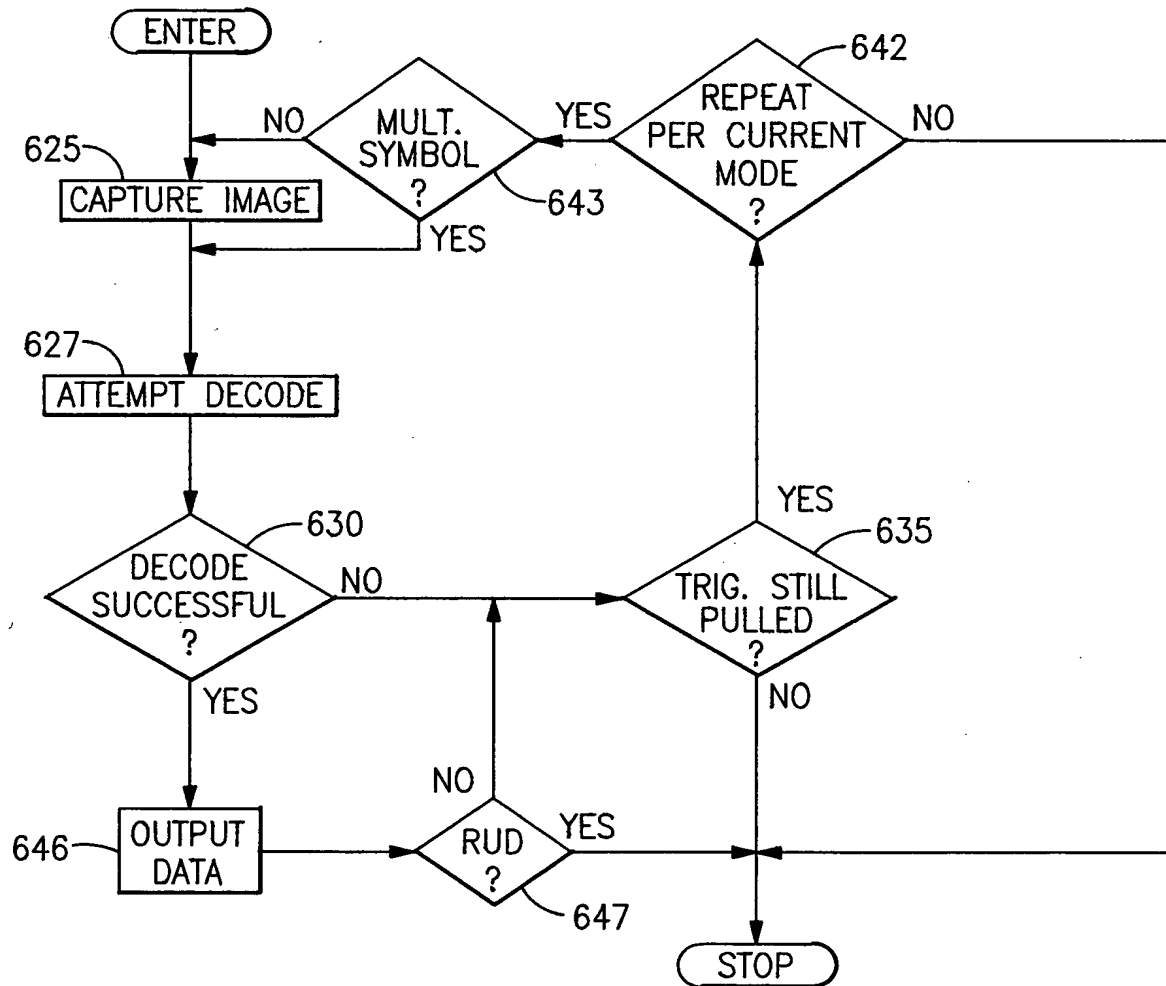 ENTER
642
REPEAT
PER CURRENT
MODE
?
YES
NO
MULT.
SYMBOL
?
NO
643
YES
625
CAPTURE IMAGE
627
ATTEMPT DECODE
630
DECODE
SUCCESSFUL
?
NO
YES
635
YES
TRIG. STILL
PULLED
?
NO
646
OUTPUT
DATA
NO
RUD
?
YES
647
STOP